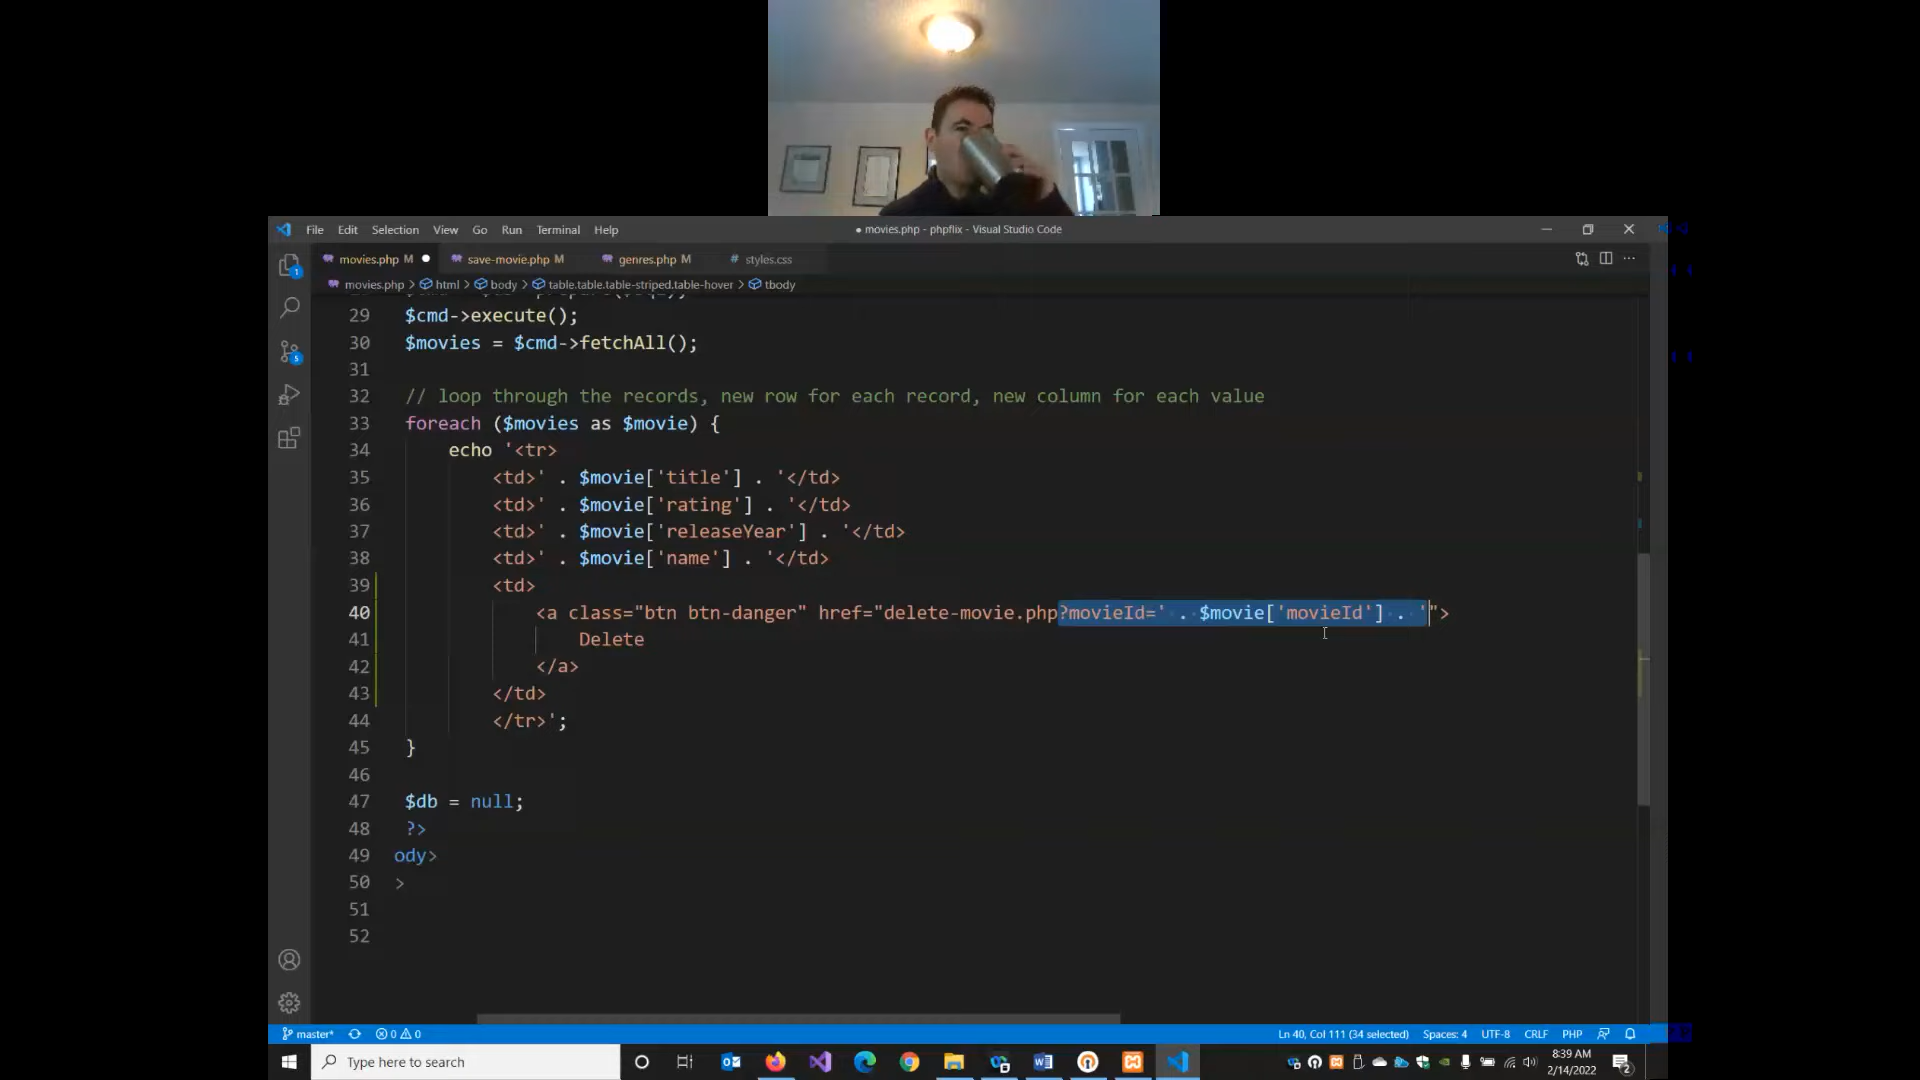 File Edit Selection View Go Run Terminal Help
● movies.php - phpflix - Visual Studio Code
movies.php M ●
save-movie.php M
genres.php M
# styles.css
movies.php > html > body > table.table.table-striped.table-hover > tbody
29 $cmd->execute();
30 $movies = $cmd->fetchAll();
31
32 // loop through the records, new row for each record, new column for each value
33 foreach ($movies as $movie) {
34 echo '<tr>
35 <td>' . $movie['title'] . '</td>
36 <td>' . $movie['rating'] . '</td>
37 <td>' . $movie['releaseYear'] . '</td>
38 <td>' . $movie['name'] . '</td>
39 <td>
40 <a class="btn btn-danger" href="delete-movie.php?movieId=' . $movie['movieId'] . '">
41 Delete
42 </a>
43 </td>
44 </tr>';
45 }
46
47 $db = null;
48 ?>
49 ody>
50 >
51
52
1
5
master* 0 0
Ln 40, Col 111 (34 selected) Spaces: 4 UTF-8 CRLF PHP
Type here to search
8:39 AM
2/14/2022
2